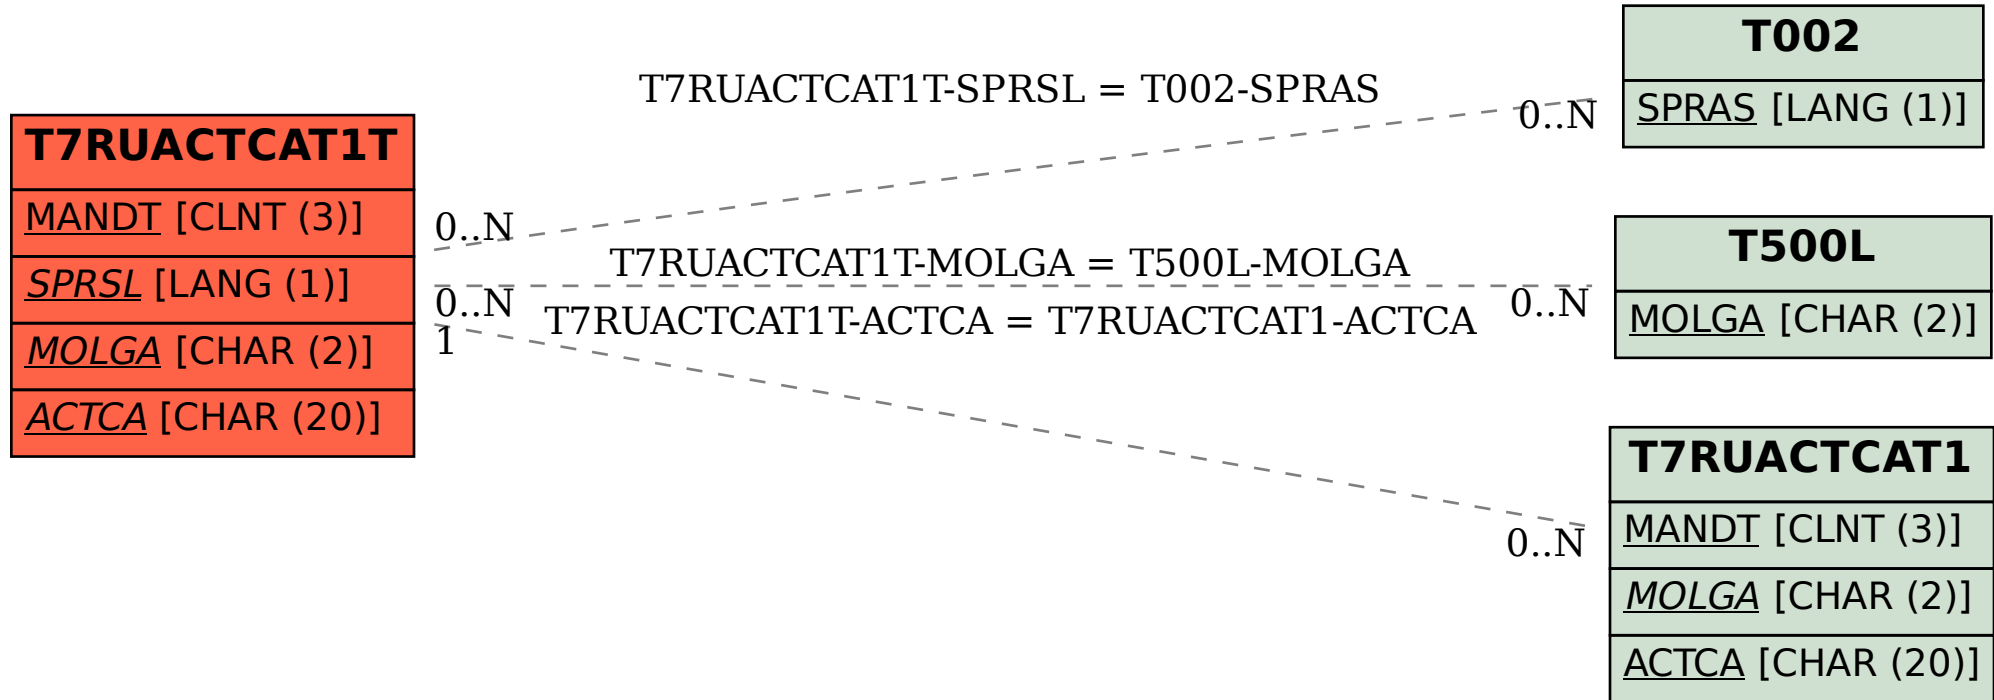 T7RUACTCAT1T
MANDT [CLNT (3)]
SPRSL [LANG (1)]
MOLGA [CHAR (2)]
ACTCA [CHAR (20)]
T7RUACTCAT1T-SPRSL = T002-SPRAS
0..N
0..N
T7RUACTCAT1T-MOLGA = T500L-MOLGA
0..N
0..N
T7RUACTCAT1T-ACTCA = T7RUACTCAT1-ACTCA
1
0..N
T002
SPRAS [LANG (1)]
T500L
MOLGA [CHAR (2)]
T7RUACTCAT1
MANDT [CLNT (3)]
MOLGA [CHAR (2)]
ACTCA [CHAR (20)]